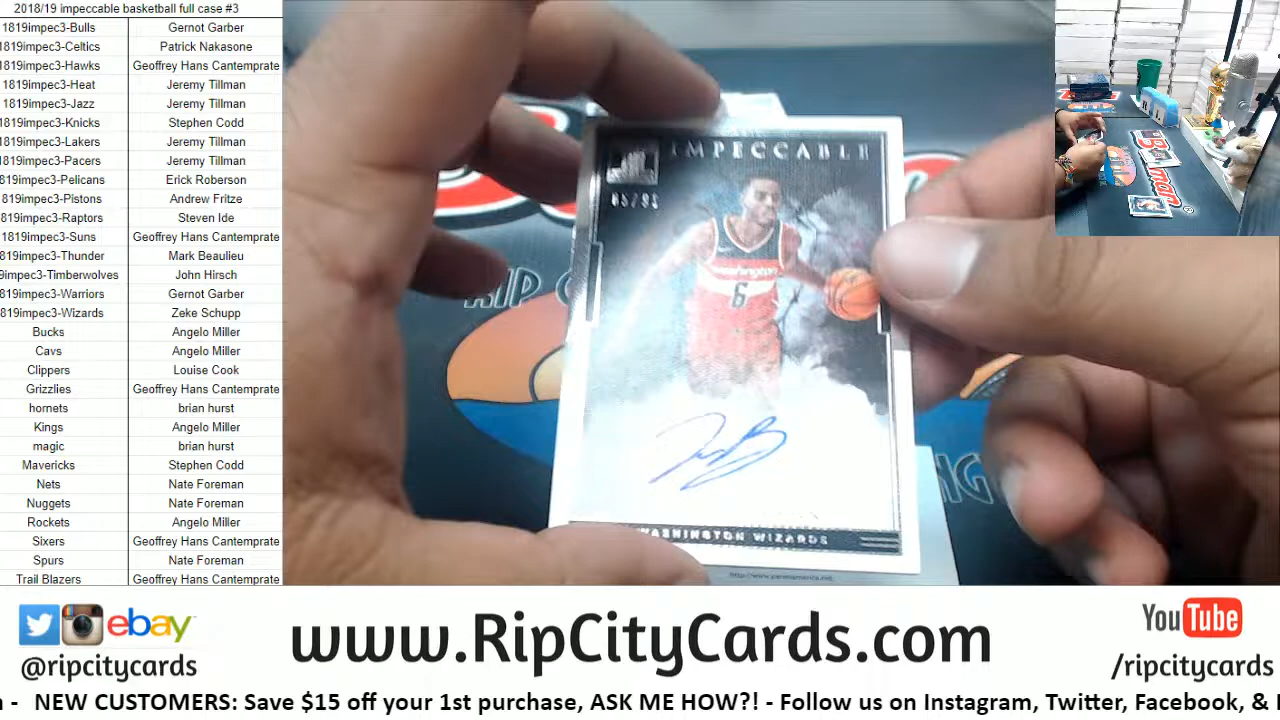 2018/19 impeccable basketball full case #3
1819impec3-Bulls Gernot Garber
1819impec3-Celtics Patrick Nakasone
1819impec3-Hawks Geoffrey Hans Cantemprate
1819impec3-Heat Jeremy Tillman
1819impec3-Jazz Jeremy Tillman
1819impec3-Knicks Stephen Codd
1819impec3-Lakers Jeremy Tillman
1819impec3-Pacers Jeremy Tillman
819impec3-Pelicans Erick Roberson
819impec3-Pistons Andrew Fritze
819impec3-Raptors Steven Ide
1819impec3-Suns Geoffrey Hans Cantemprate
819impec3-Thunder Mark Beaulieu
9impec3-Timberwolves John Hirsch
819impec3-Warriors Gernot Garber
819impec3-Wizards Zeke Schupp
Bucks Angelo Miller
Cavs Angelo Miller
Clippers Louise Cook
Grizzlies Geoffrey Hans Cantemprate
hornets brian hurst
Kings Angelo Miller
magic brian hurst
Mavericks Stephen Codd
Nets Nate Foreman
Nuggets Nate Foreman
Rockets Angelo Miller
Sixers Geoffrey Hans Cantemprate
Spurs Nate Foreman
Trail Blazers Geoffrey Hans Cantemprate
IMPECCABLE
Washington
6
WASHINGTON WIZARDS
RIP C
NG
ebay
@ripcitycards
www.RipCityCards.com
YouTube
/ripcitycards
n - NEW CUSTOMERS: Save $15 off your 1st purchase, ASK ME HOW?! - Follow us on Instagram, Twitter, Facebook, &